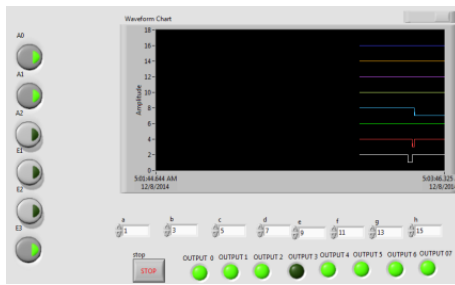 Waveform Chart
A0
A1
A2
E1
E2
E3
18
16
14
12
10
8
6
4
2
0
Amplitude
5:01:44.644 AM
12/8/2014
5:03:46.325
12/8/20
a b c d e f g h
1 3 5 7 9 11 13 15
stop
STOP
OUTPUT 0 OUTPUT 1 OUTPUT 2 OUTPUT 3 OUTPUT 4 OUTPUT 5 OUTPUT 6 OUTPUT 07